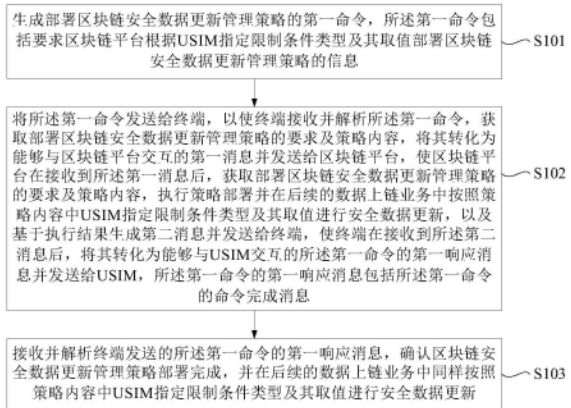 生成部署区块链安全数据更新管理策略的第一命令，所述第一命令包
括要求区块链平台根据USIM指定限制条件类型及其取值部署区块链
安全数据更新管理策略的信息
S101
将所述第一命令发送给终端，以使终端接收并解析所述第一命令，获
取部署区块链安全数据更新管理策略的要求及策略内容，将其转化为
能够与区块链平台交互的第一消息并发送给区块链平台，使区块链平
台在接收到所述第一消息后，获取部署区块链安全数据更新管理策略
的要求及策略内容，执行策略部署并在后续的数据上链业务中按照策
略内容中USIM指定限制条件类型及其取值进行安全数据更新，以及
基于执行结果生成第二消息并发送给终端，使终端在接收到所述第二
消息后，将其转化为能够与USIM交互的所述第一命令的第一响应消
息并发送给USIM，所述第一命令的第一响应消息包括所述第一命令
的命令完成消息
S102
接收并解析终端发送的所述第一命令的第一响应消息，确认区块链安
全数据更新管理策略部署完成，并在后续的数据上链业务中同样按照
策略内容中USIM指定限制条件类型及其取值进行安全数据更新
S103